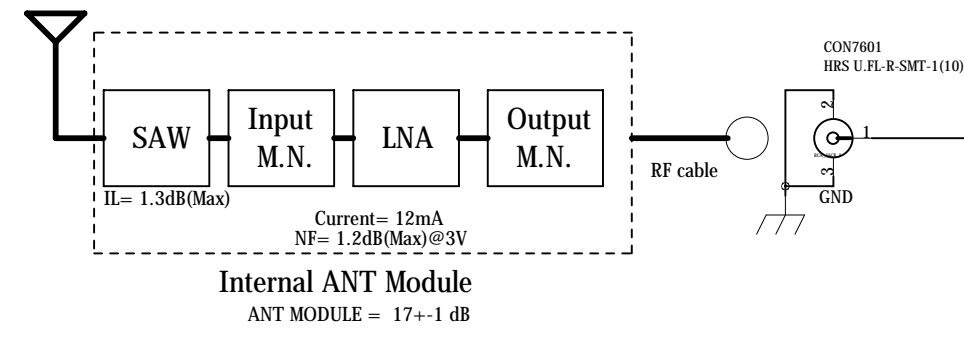 CON7601
HRS U.FL-R-SMT-1(10)
SAW
Input
M.N.
LNA
Output
M.N.
2
1
3
RF cable
GND
IL= 1.3dB(Max)
Current= 12mA
NF= 1.2dB(Max)@3V
Internal ANT Module
ANT MODULE = 17+-1 dB